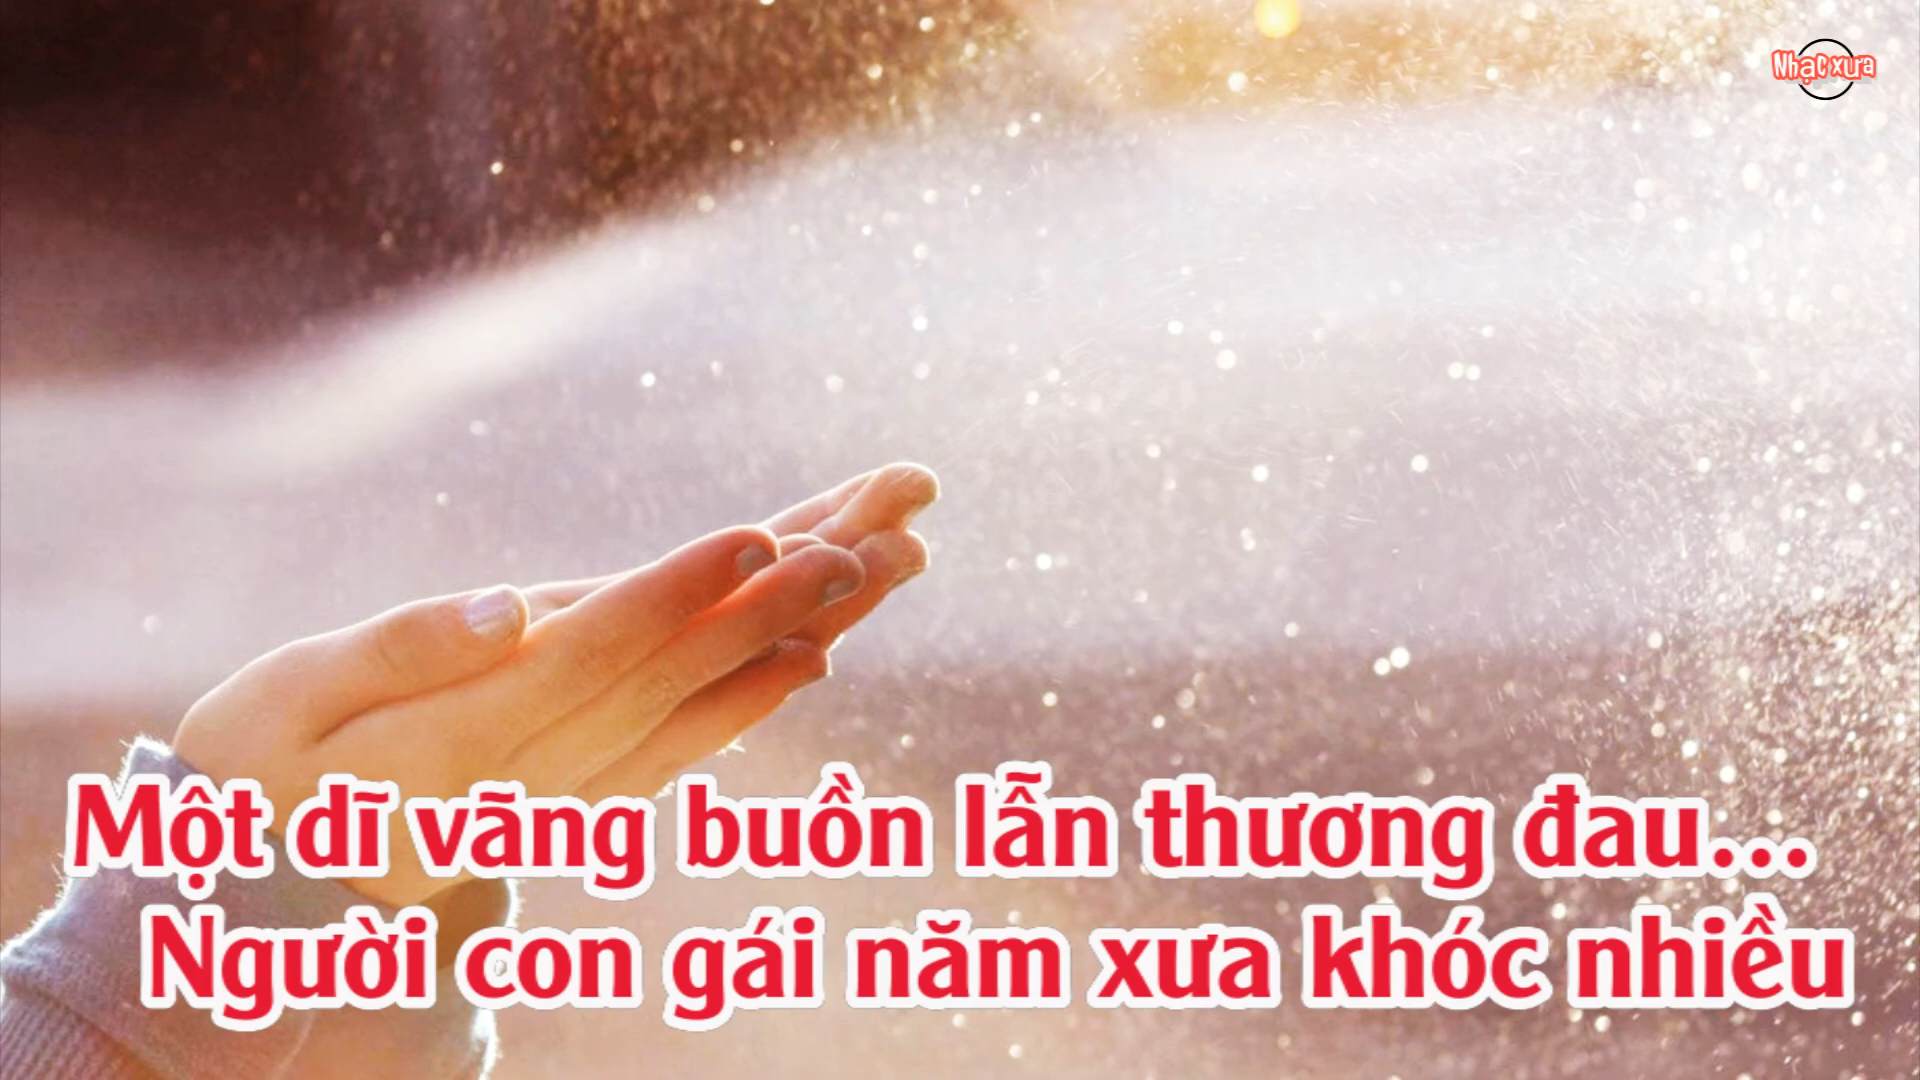 Nhạc xưa
Một dĩ vãng buồn lẫn thương đau...
Người con gái năm xưa khóc nhiều